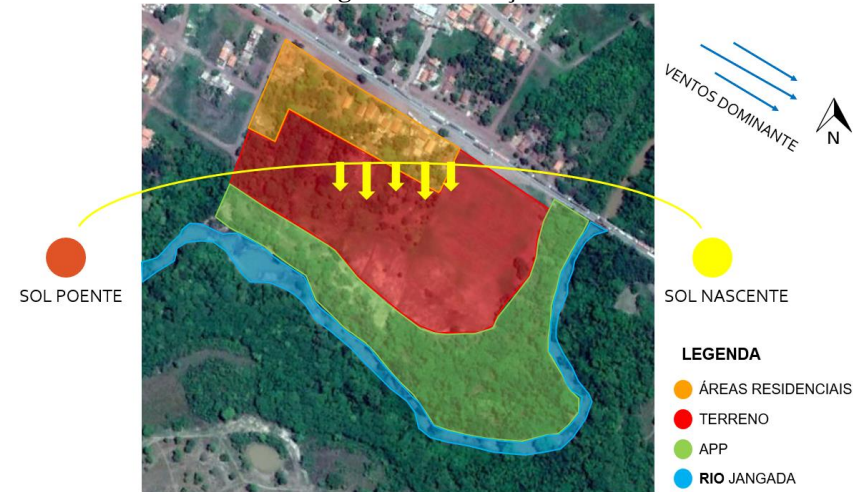 VENTOS DOMINANTE
N
SOL POENTE
SOL NASCENTE
LEGENDA
ÁREAS RESIDENCIAIS
TERRENO
APP
RIO JANGADA